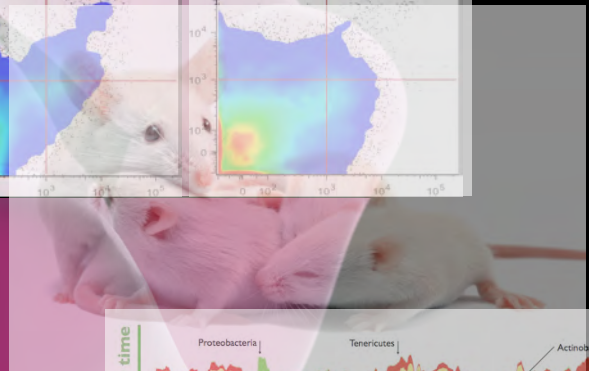 10⁴
10³
10²
0
10³ 10⁴ 10⁵
0 10² 10³ 10⁴ 10⁵
time
Proteobacteria
Tenericutes
Actinob